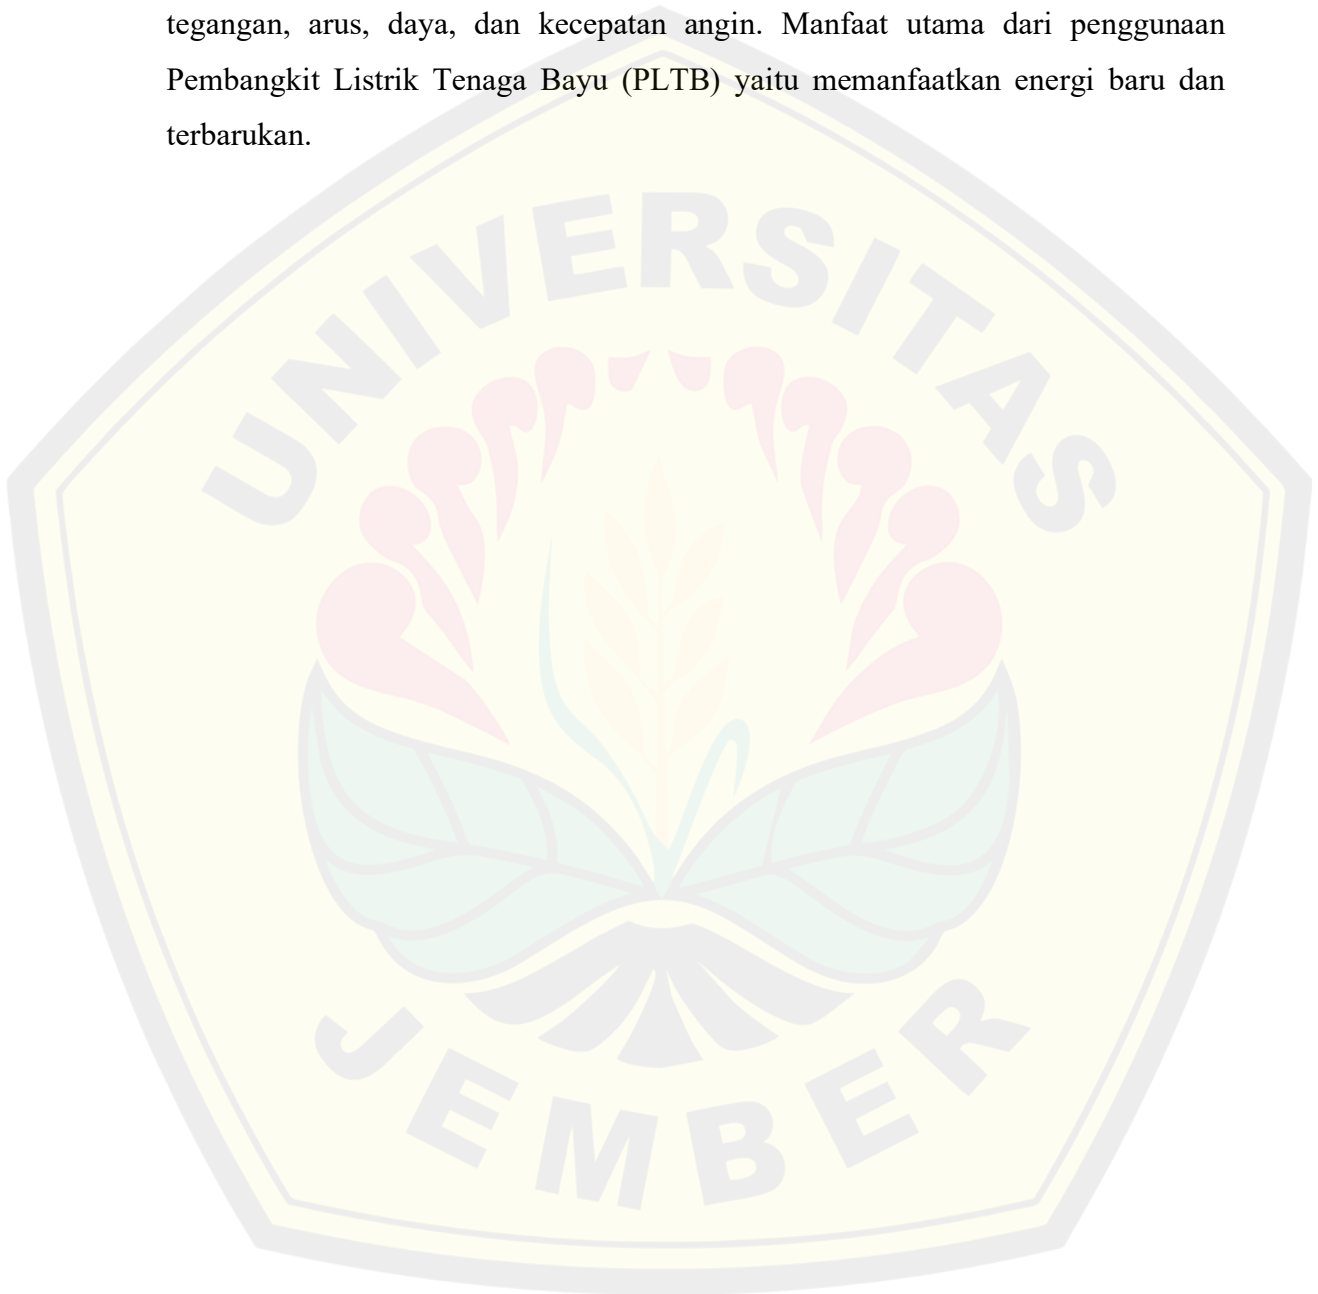 tegangan, arus, daya, dan kecepatan angin. Manfaat utama dari penggunaan
Pembangkit Listrik Tenaga Bayu (PLTB) yaitu memanfaatkan energi baru dan
terbarukan.
UNIVERSITAS
JEMBER